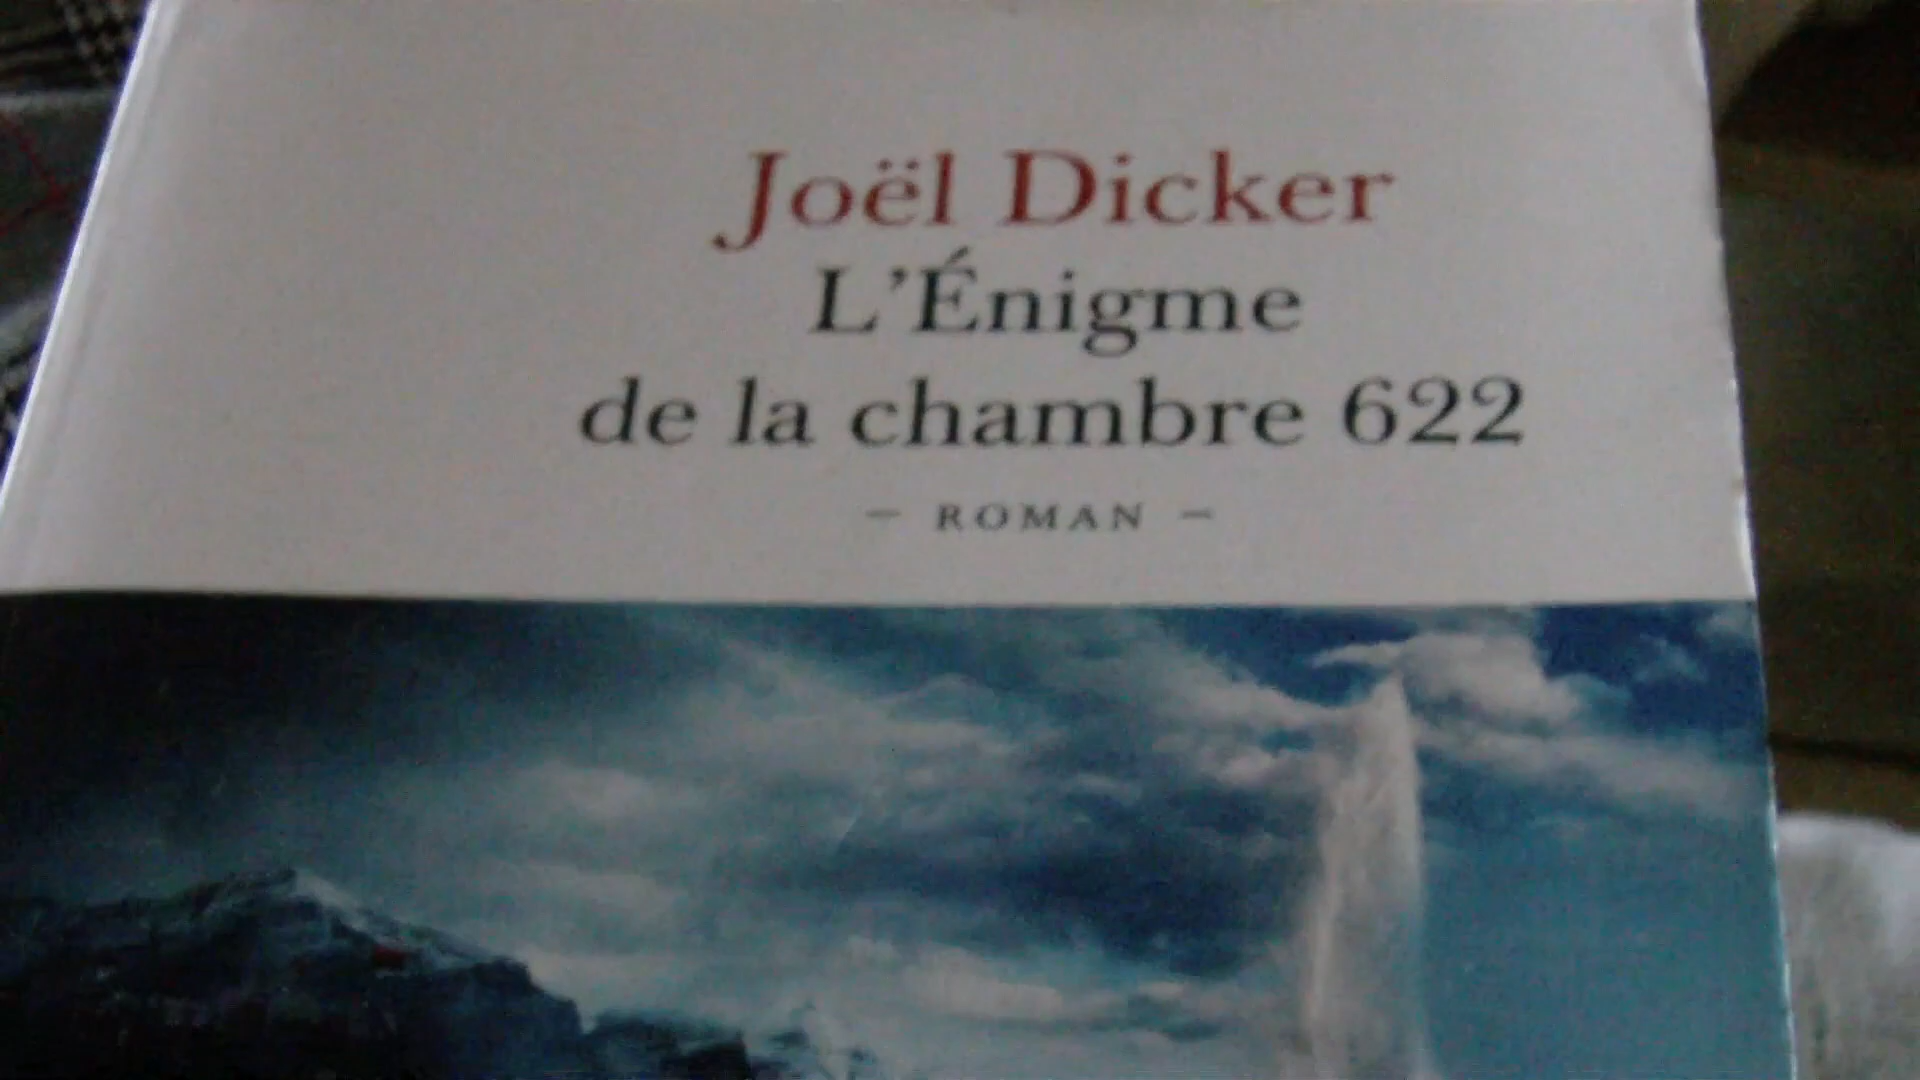 Joël Dicker
L'Énigme
de la chambre 622
– ROMAN –